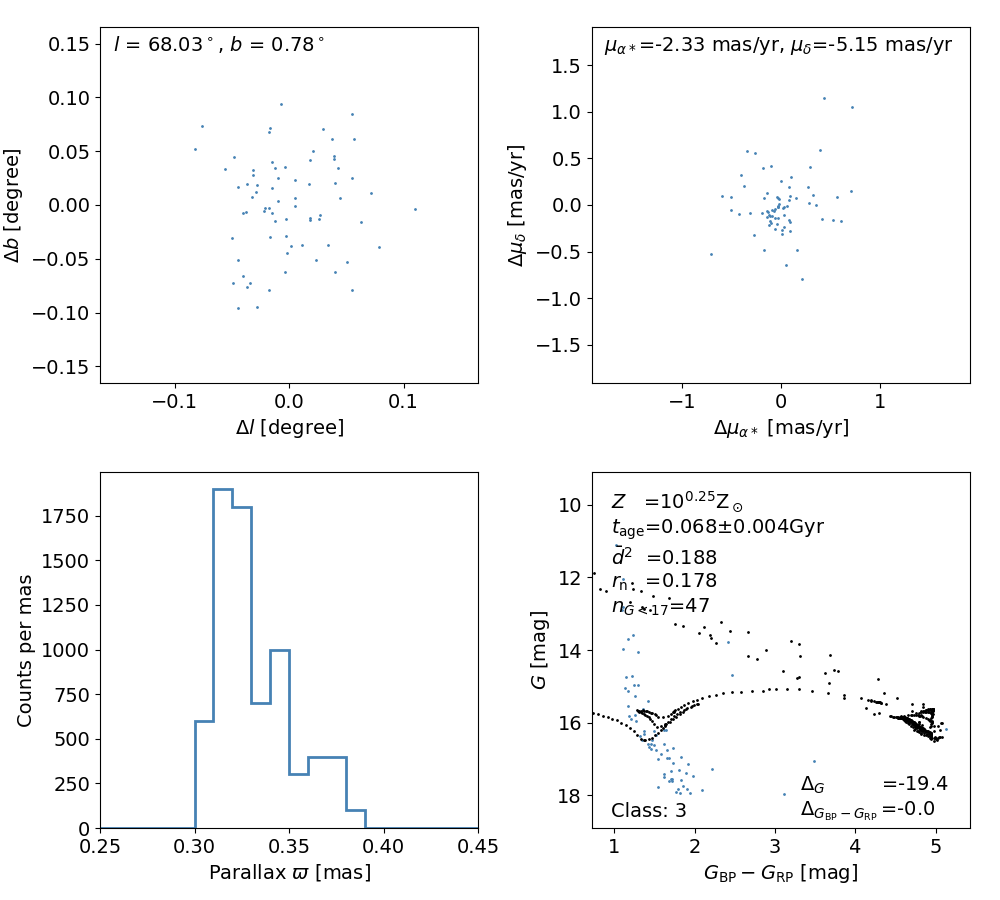 l = 68.03°, b = 0.78°
0.15
0.10
0.05
0.00
−0.05
−0.10
−0.15
Δb [degree]
−0.1 0.0 0.1
Δl [degree]
μα*=-2.33 mas/yr, μδ=-5.15 mas/yr
1.5
1.0
0.5
0.0
−0.5
−1.0
−1.5
Δμδ [mas/yr]
−1 0 1
Δμα* [mas/yr]
1750
1500
1250
1000
750
500
250
0
Counts per mas
0.25 0.30 0.35 0.40 0.45
Parallax ϖ [mas]
Z =10^0.25 Z⊙
t_age=0.068±0.004Gyr
d̄² =0.188
r_n =0.178
n_G<17=47
10
12
14
16
18
G [mag]
Δ_G =-19.4
Δ_G_BP−G_RP =-0.0
Class: 3
1 2 3 4 5
G_BP − G_RP [mag]